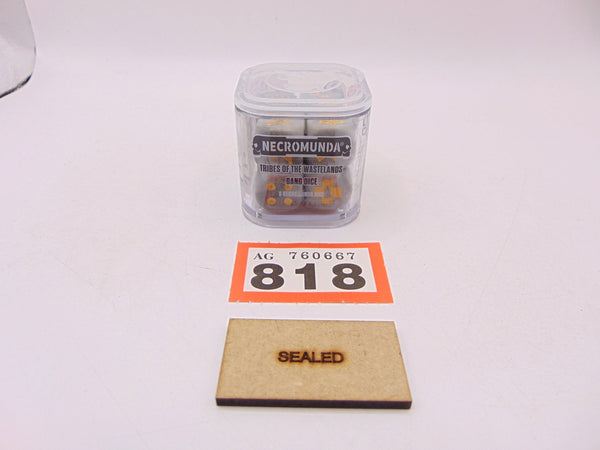 NECROMUNDA
TRIBES OF THE WASTELANDS
GANG DICE
AG 760667
818
SEALED